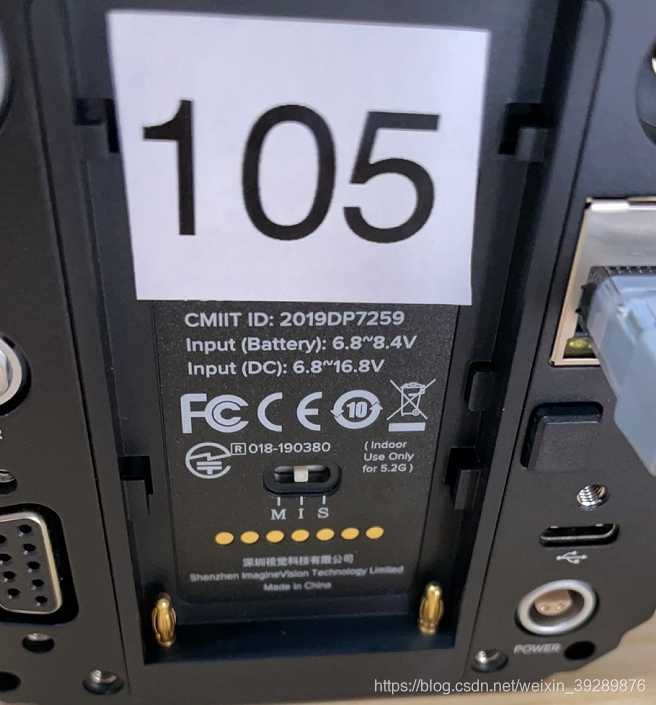 105
CMIIT ID: 2019DP7259
Input (Battery): 6.8~8.4V
Input (DC): 6.8~16.8V
FC CE 10
R 018-190380
(Indoor
Use Only
for 5.2G)
M I S
深圳视觉科技有限公司
Shenzhen ImagineVision Technology Limited
Made in China
POWER
https://blog.csdn.net/weixin_39289876